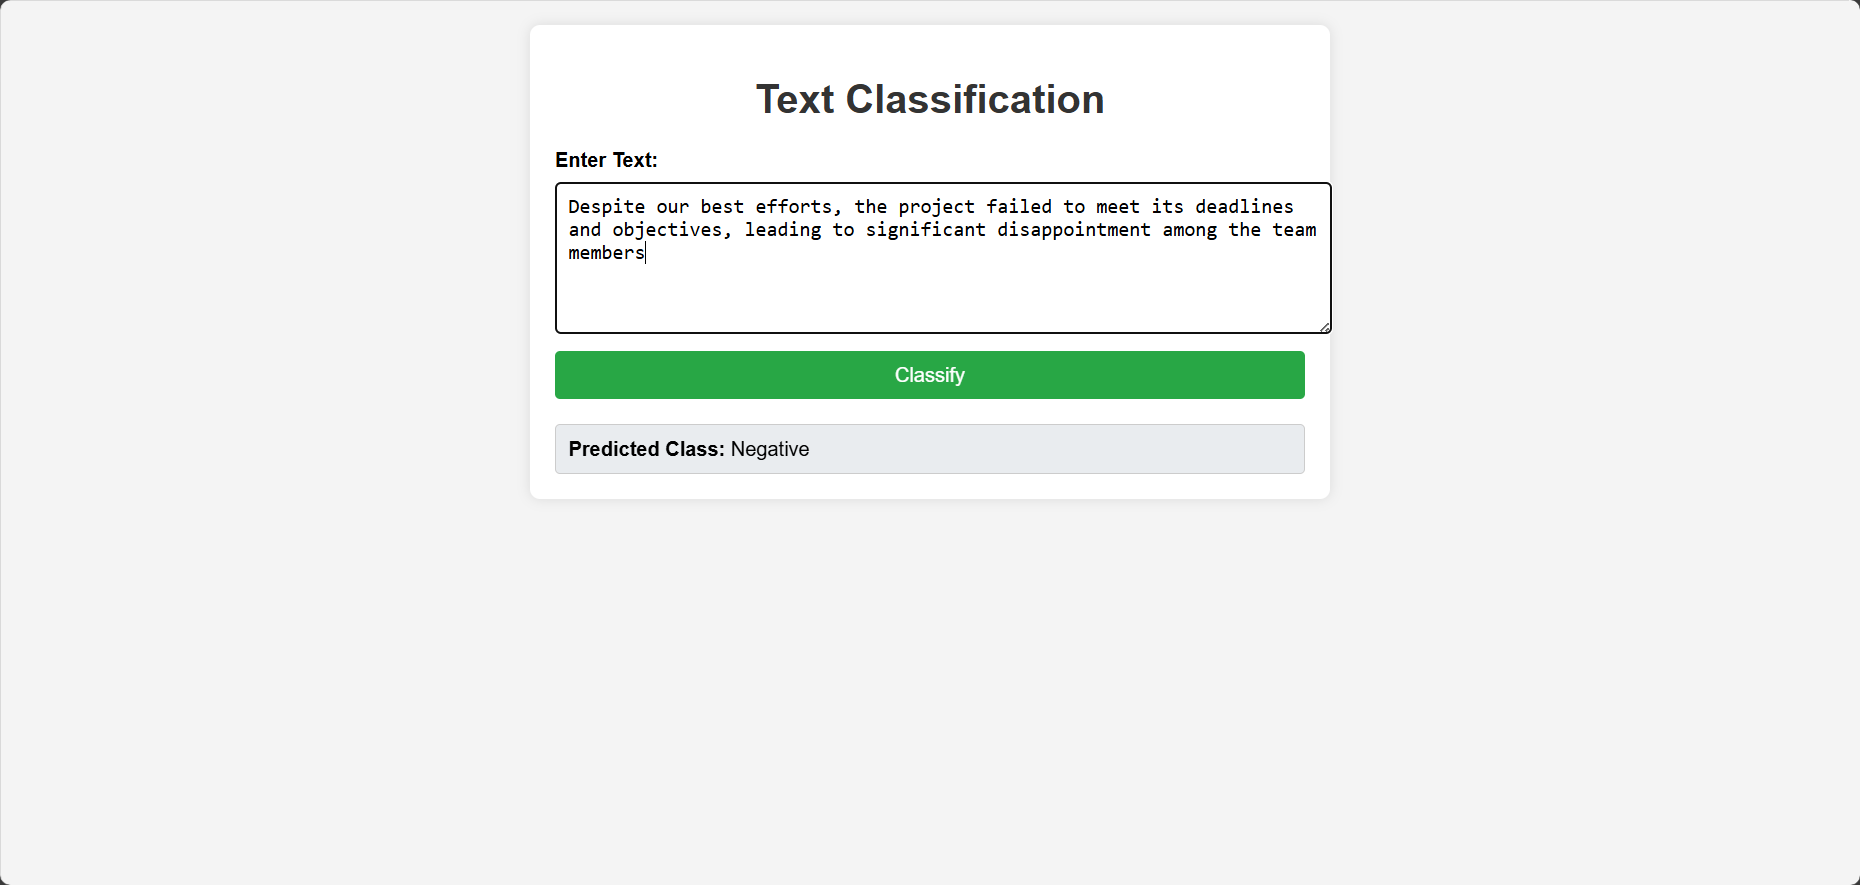 Text Classification
Enter Text:
Despite our best efforts, the project failed to meet its deadlines
and objectives, leading to significant disappointment among the team
members
Classify
Predicted Class: Negative